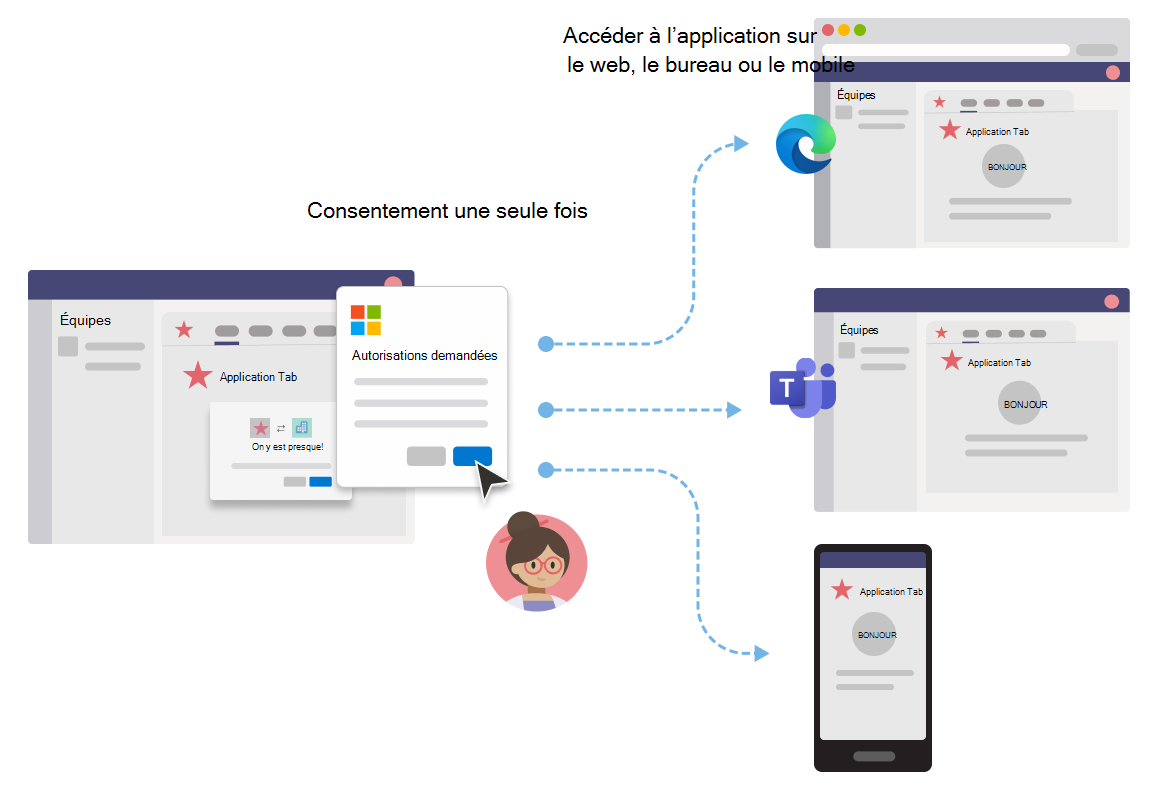 Accéder à l’application sur
le web, le bureau ou le mobile
Équipes
Application Tab
BONJOUR
Consentement une seule fois
Équipes
Application Tab
On y est presque!
Autorisations demandées
T
Équipes
Application Tab
BONJOUR
Application Tab
BONJOUR